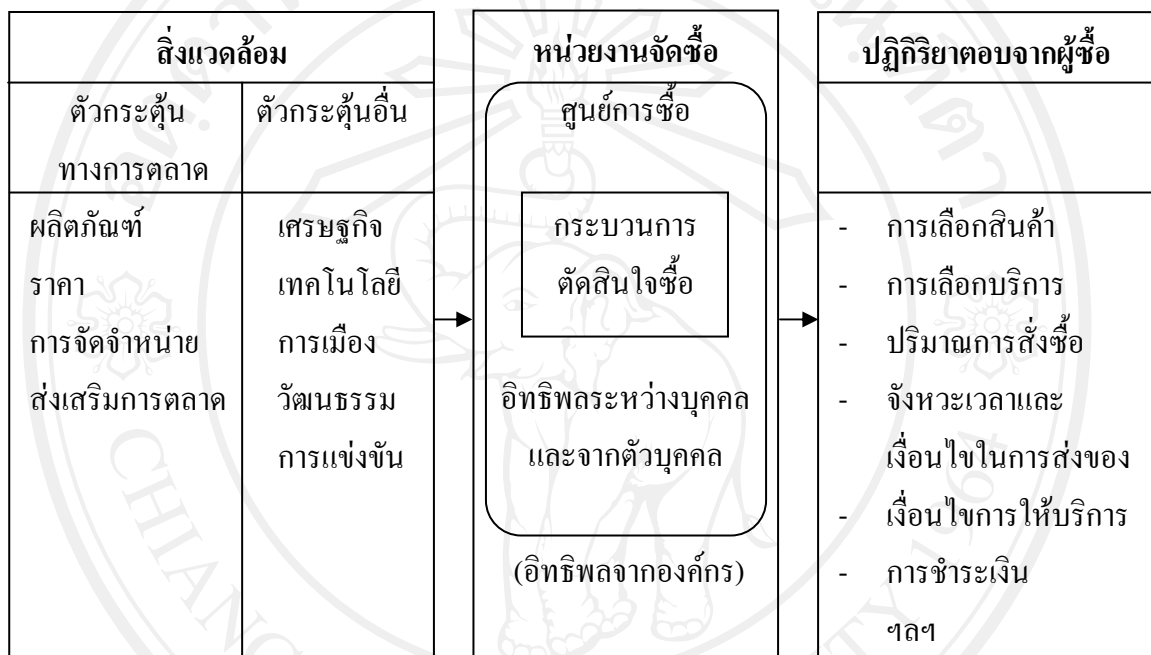 สิ่งแวดล้อม
ตัวกระตุ้น
ทางการตลาด
ตัวกระตุ้นอื่น
ผลิตภัณฑ์
ราคา
การจัดจำหน่าย
ส่งเสริมการตลาด
เศรษฐกิจ
เทคโนโลยี
การเมือง
วัฒนธรรม
การแข่งขัน
หน่วยงานจัดซื้อ
ศูนย์การซื้อ
กระบวนการ
ตัดสินใจซื้อ
อิทธิพลระหว่างบุคคล
และจากตัวบุคคล
(อิทธิพลจากองค์กร)
ปฏิกิริยาตอบจากผู้ซื้อ
- การเลือกสินค้า
- การเลือกบริการ
- ปริมาณการสั่งซื้อ
- จังหวะเวลาและ
เงื่อนไขในการส่งของ
- เงื่อนไขการให้บริการ
- การชำระเงิน
ฯลฯ